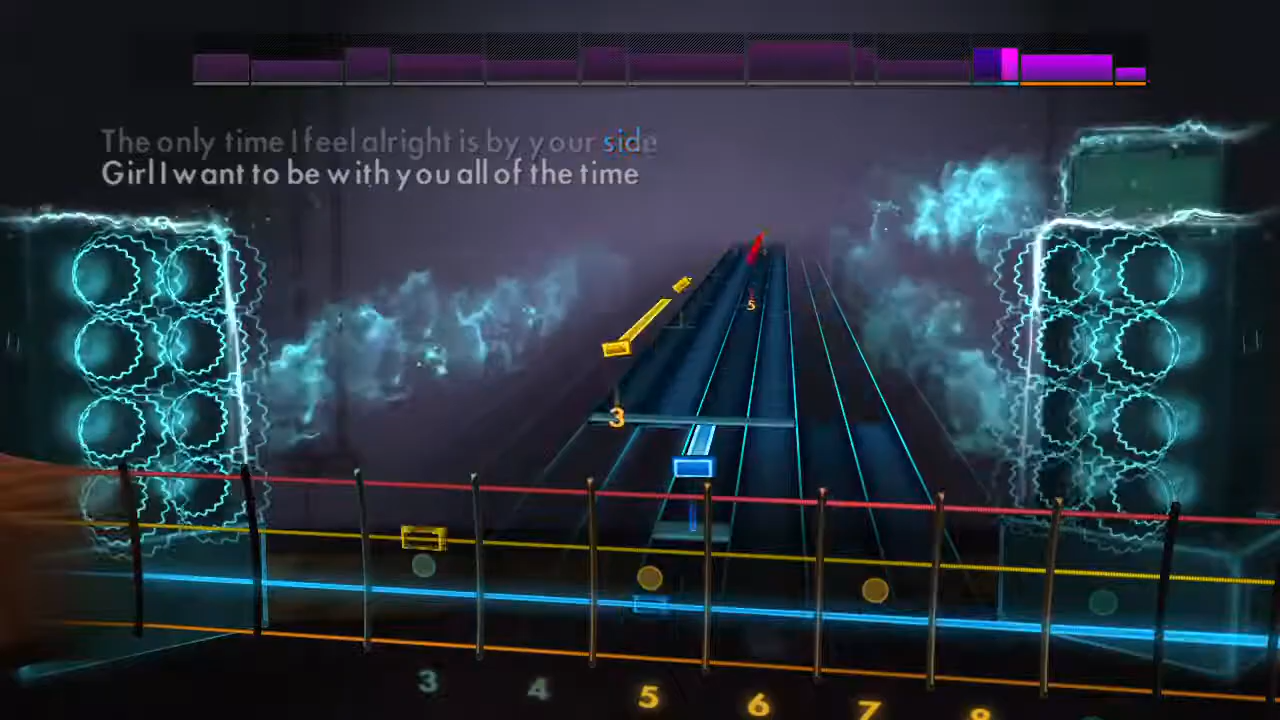 The only time I feel alright is by your side
Girl I want to be with you all of the time
5
3
3 4 5 6 7 8